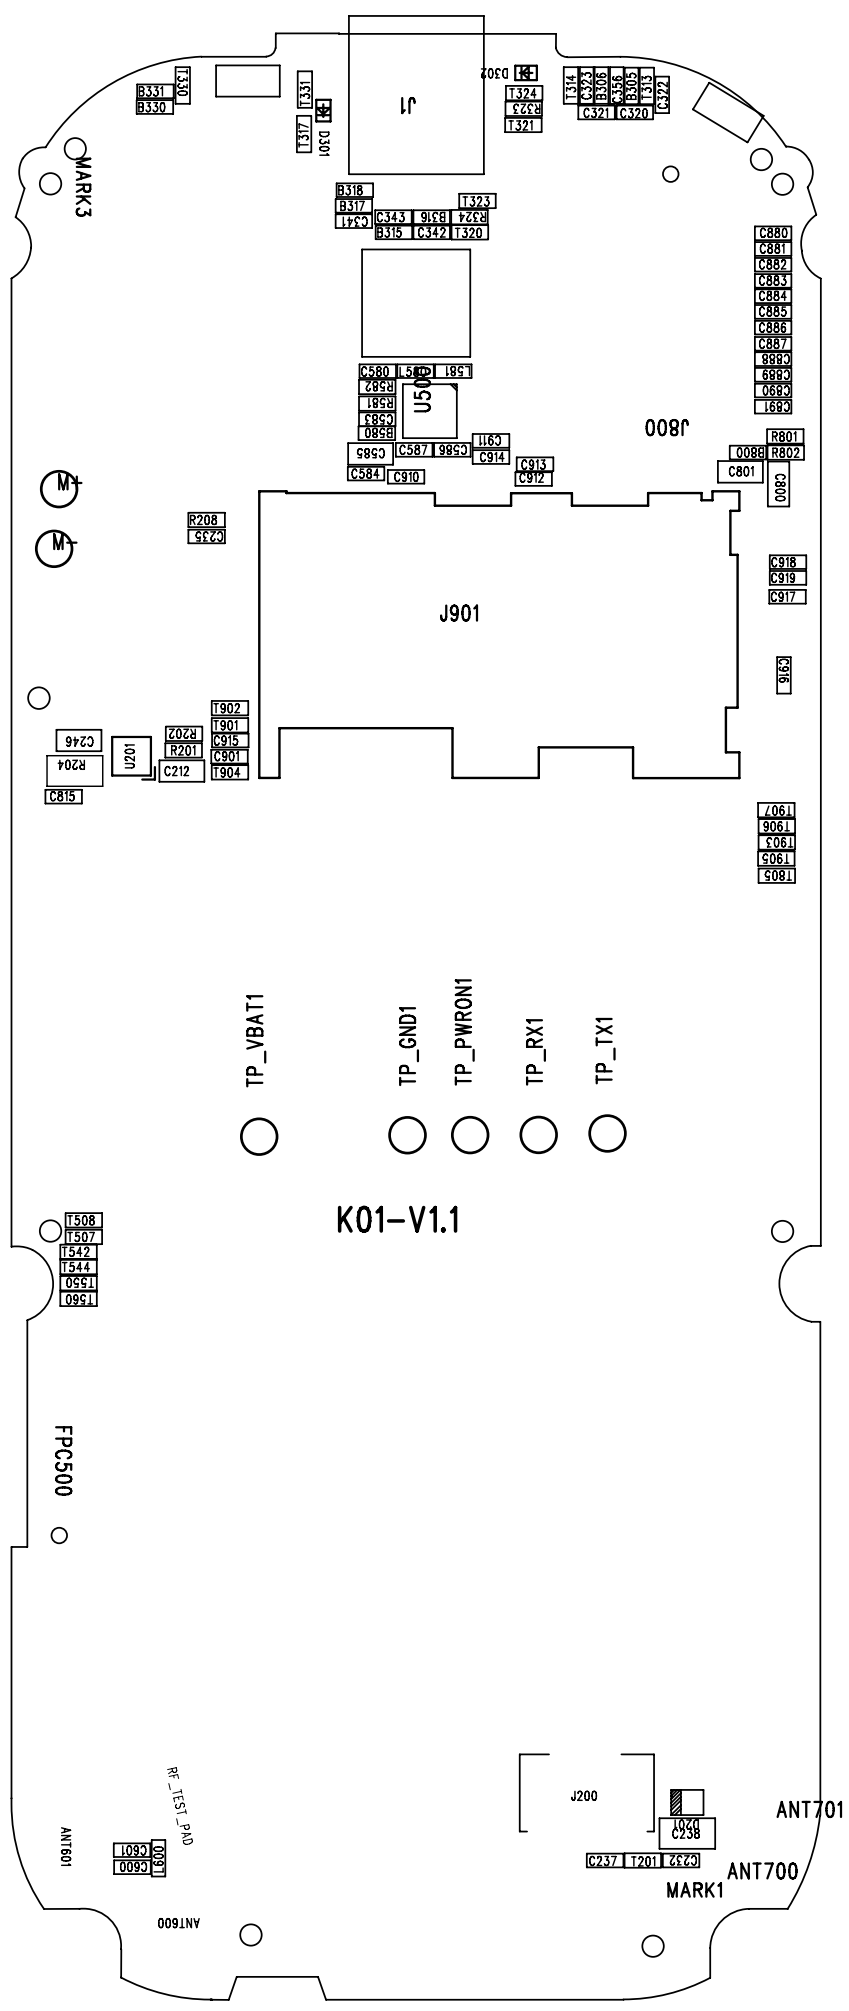 J1
D302
T330
B331
B330
T331
T317
D301
T324
R323
T321
T314
C323
B306
C356
B305
T313
C322
C321
C320
MARK3
B318
B317
C341
T323
C343
B316
R324
B315
C342
T320
C880
C881
C882
C883
C884
C885
C886
C887
C888
C889
C890
C891
C580
L580
L581
R582
R581
C583
B580
U500
J800
C585
C587
C586
C911
C914
C584
C910
C913
C912
R801
B800
R802
C801
C800
M+
M-
R208
C235
J901
C918
C919
C917
C916
T902
T901
C915
C901
T904
C246
R204
C815
U201
R202
R201
C212
T907
T906
T903
T905
T805
TP_VBAT1
TP_GND1
TP_PWRON1
TP_RX1
TP_TX1
K01-V1.1
T508
T507
T542
T544
T550
T560
FPC500
RF_TEST_PAD
J200
D201
C238
ANT701
ANT601
C601
C600
L600
C237
T201
C232
ANT700
MARK1
ANT600